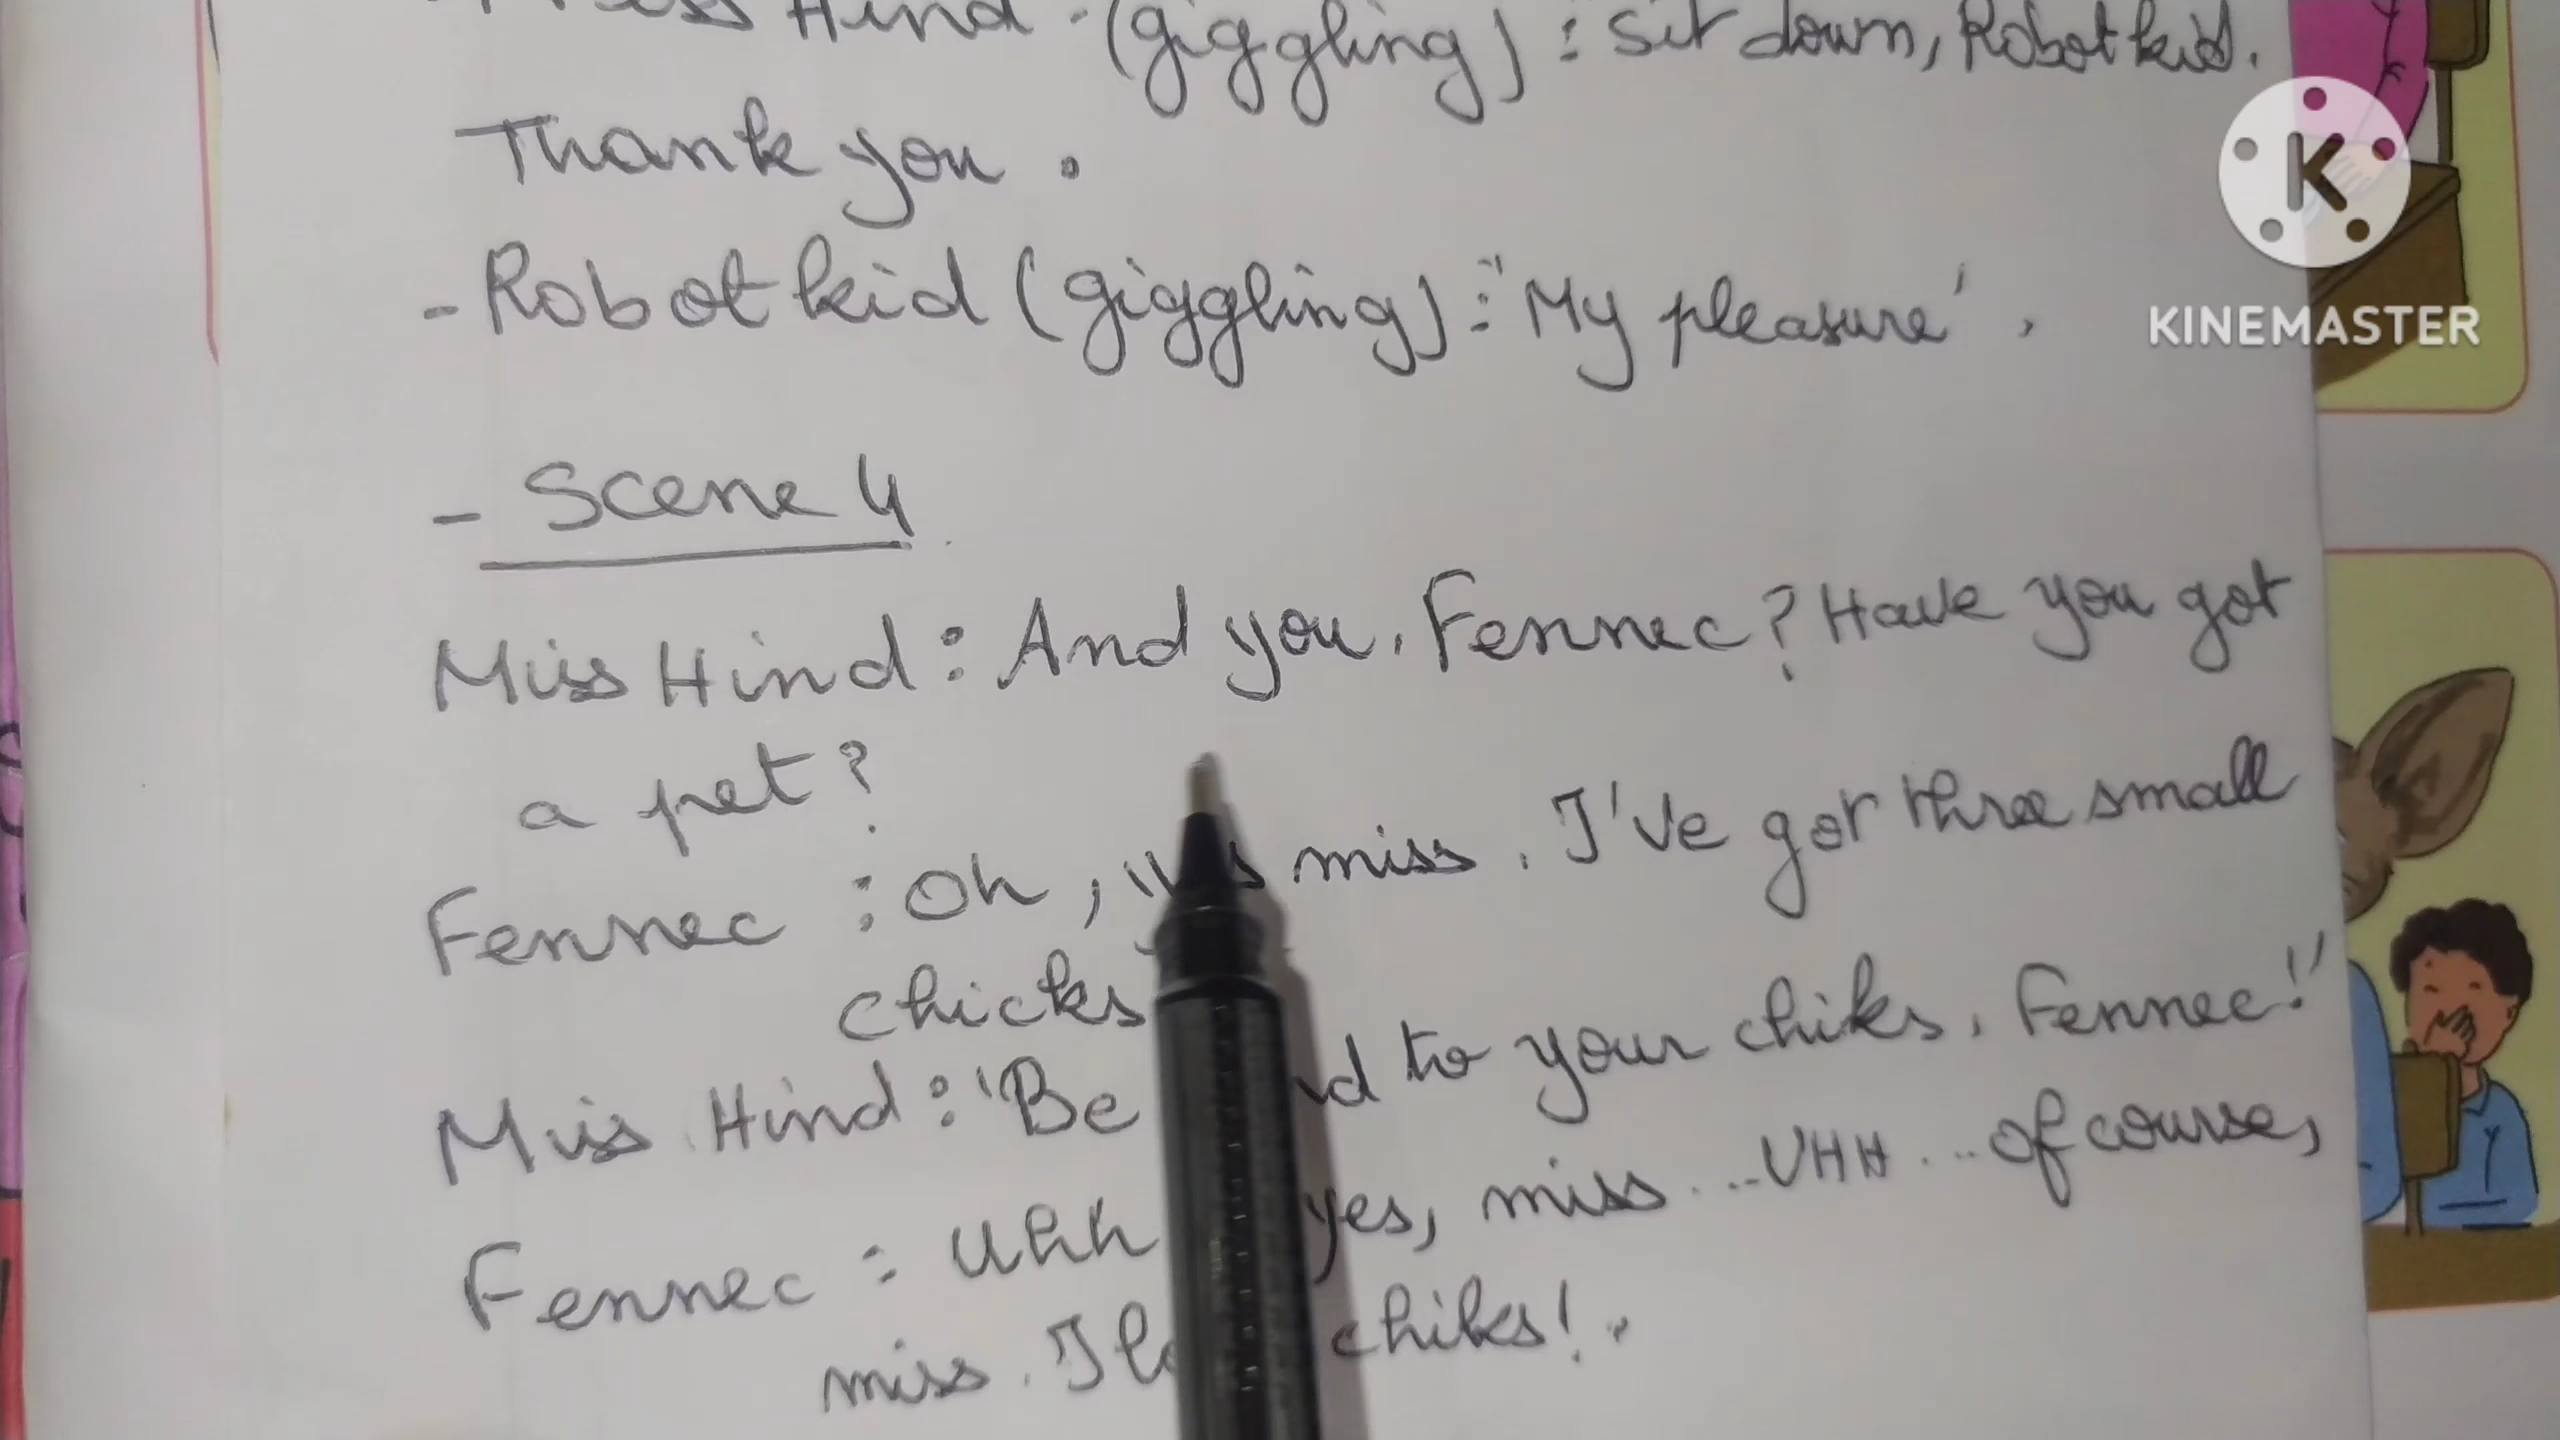 Miss Hind (giggling) : Sit down, Robot kid.
Thank you.
- Robot kid (giggling) : "My pleasure'.
- Scene 4
Miss Hind : And you, Fennec? Have you got
a pet?
Fennec : Oh, miss. I've got three small
chicks
Miss Hind : 'Be to your chiks, Fennec!'
Fennec : Uhh yes, miss... UHH... of course,
miss. I chiks!.
KINEMASTER